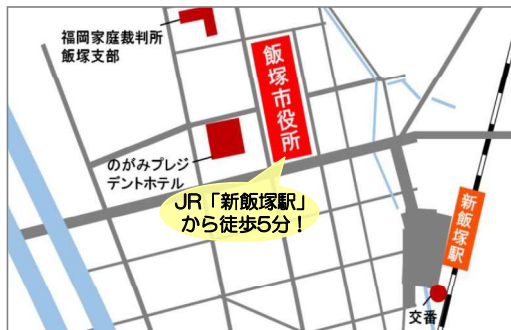 福岡家庭裁判所
飯塚支部
飯塚市役所
のがみプレジ
デントホテル
JR「新飯塚駅」
から徒歩5分！
新飯塚駅
交番